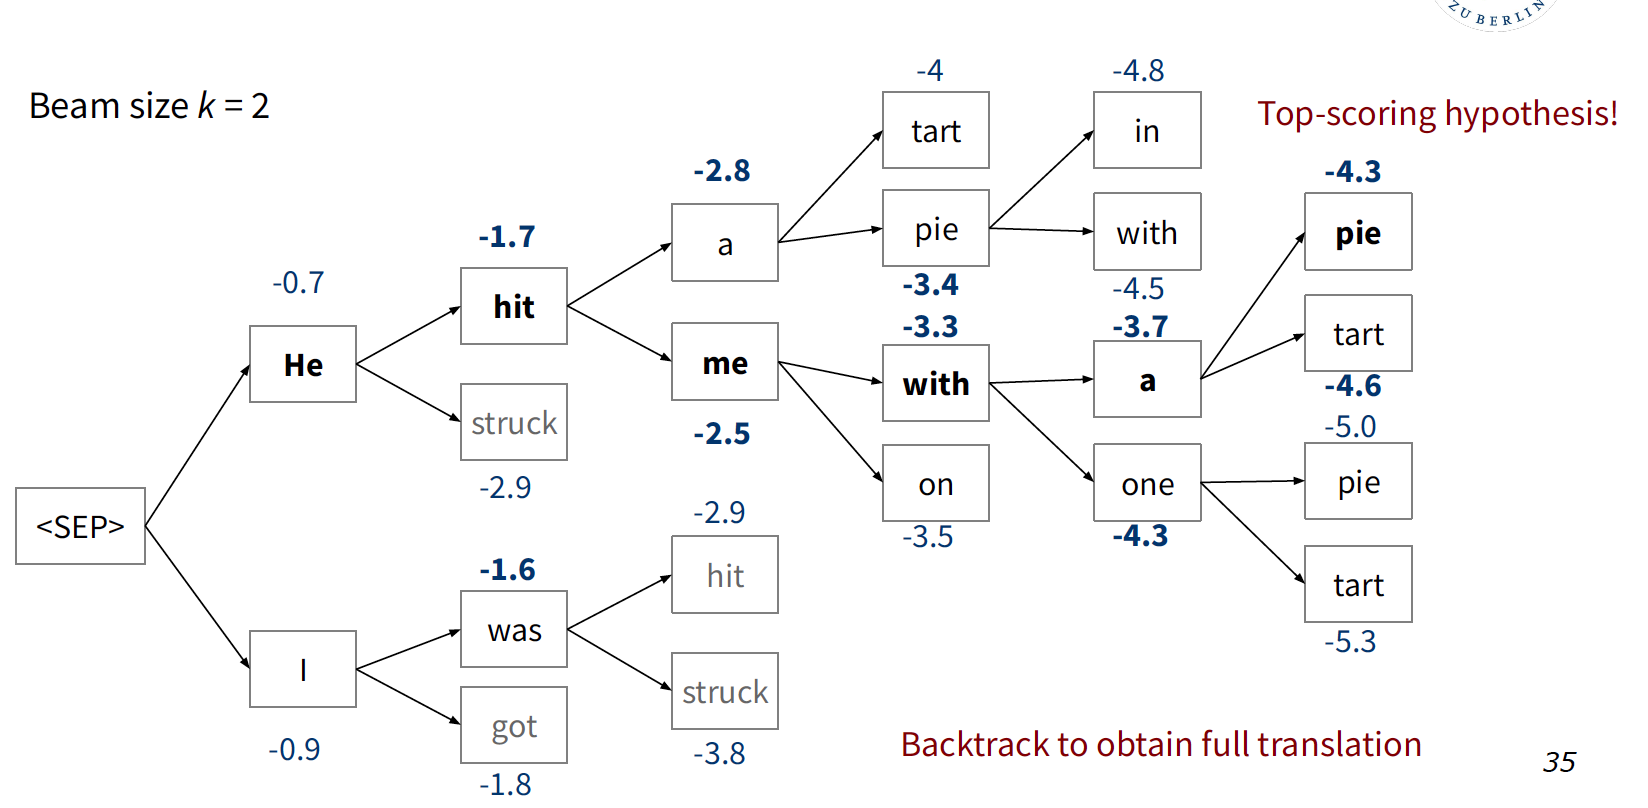 ZU BERLIN
Beam size k = 2
Top-scoring hypothesis!
<SEP>
-0.7
He
I
-0.9
-1.7
hit
struck
-2.9
-1.6
was
got
-1.8
-2.8
a
me
-2.5
-2.9
hit
struck
-3.8
-4
tart
pie
-3.4
-3.3
with
on
-3.5
-4.8
in
with
-4.5
-3.7
a
one
-4.3
-4.3
pie
tart
-4.6
-5.0
pie
tart
-5.3
Backtrack to obtain full translation
35